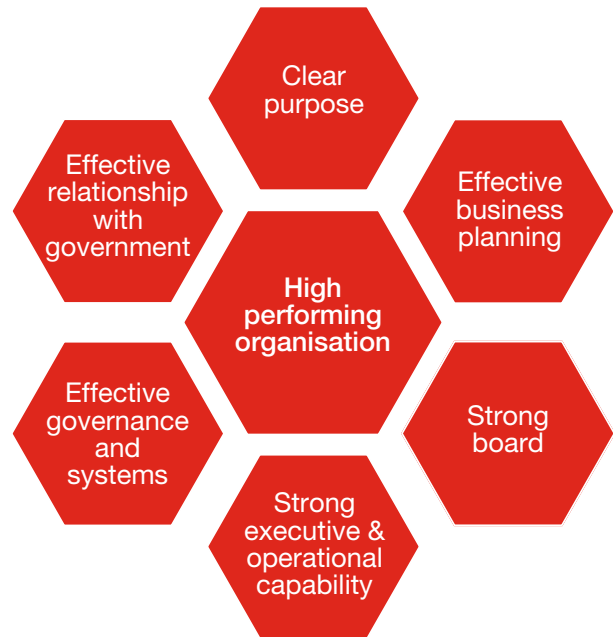 Clear
purpose
Effective
relationship
with
government
Effective
business
planning
High
performing
organisation
Effective
governance
and
systems
Strong
board
Strong
executive &
operational
capability